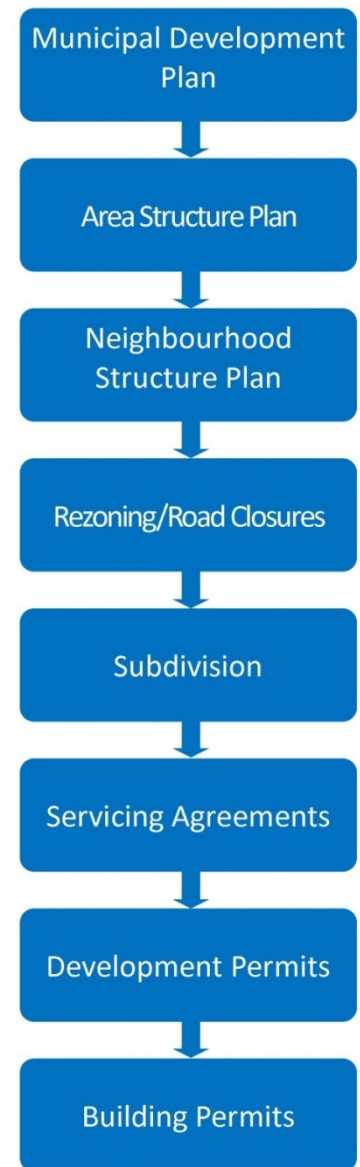 Municipal Development
Plan
Area Structure Plan
Neighbourhood
Structure Plan
Rezoning/Road Closures
Subdivision
Servicing Agreements
Development Permits
Building Permits